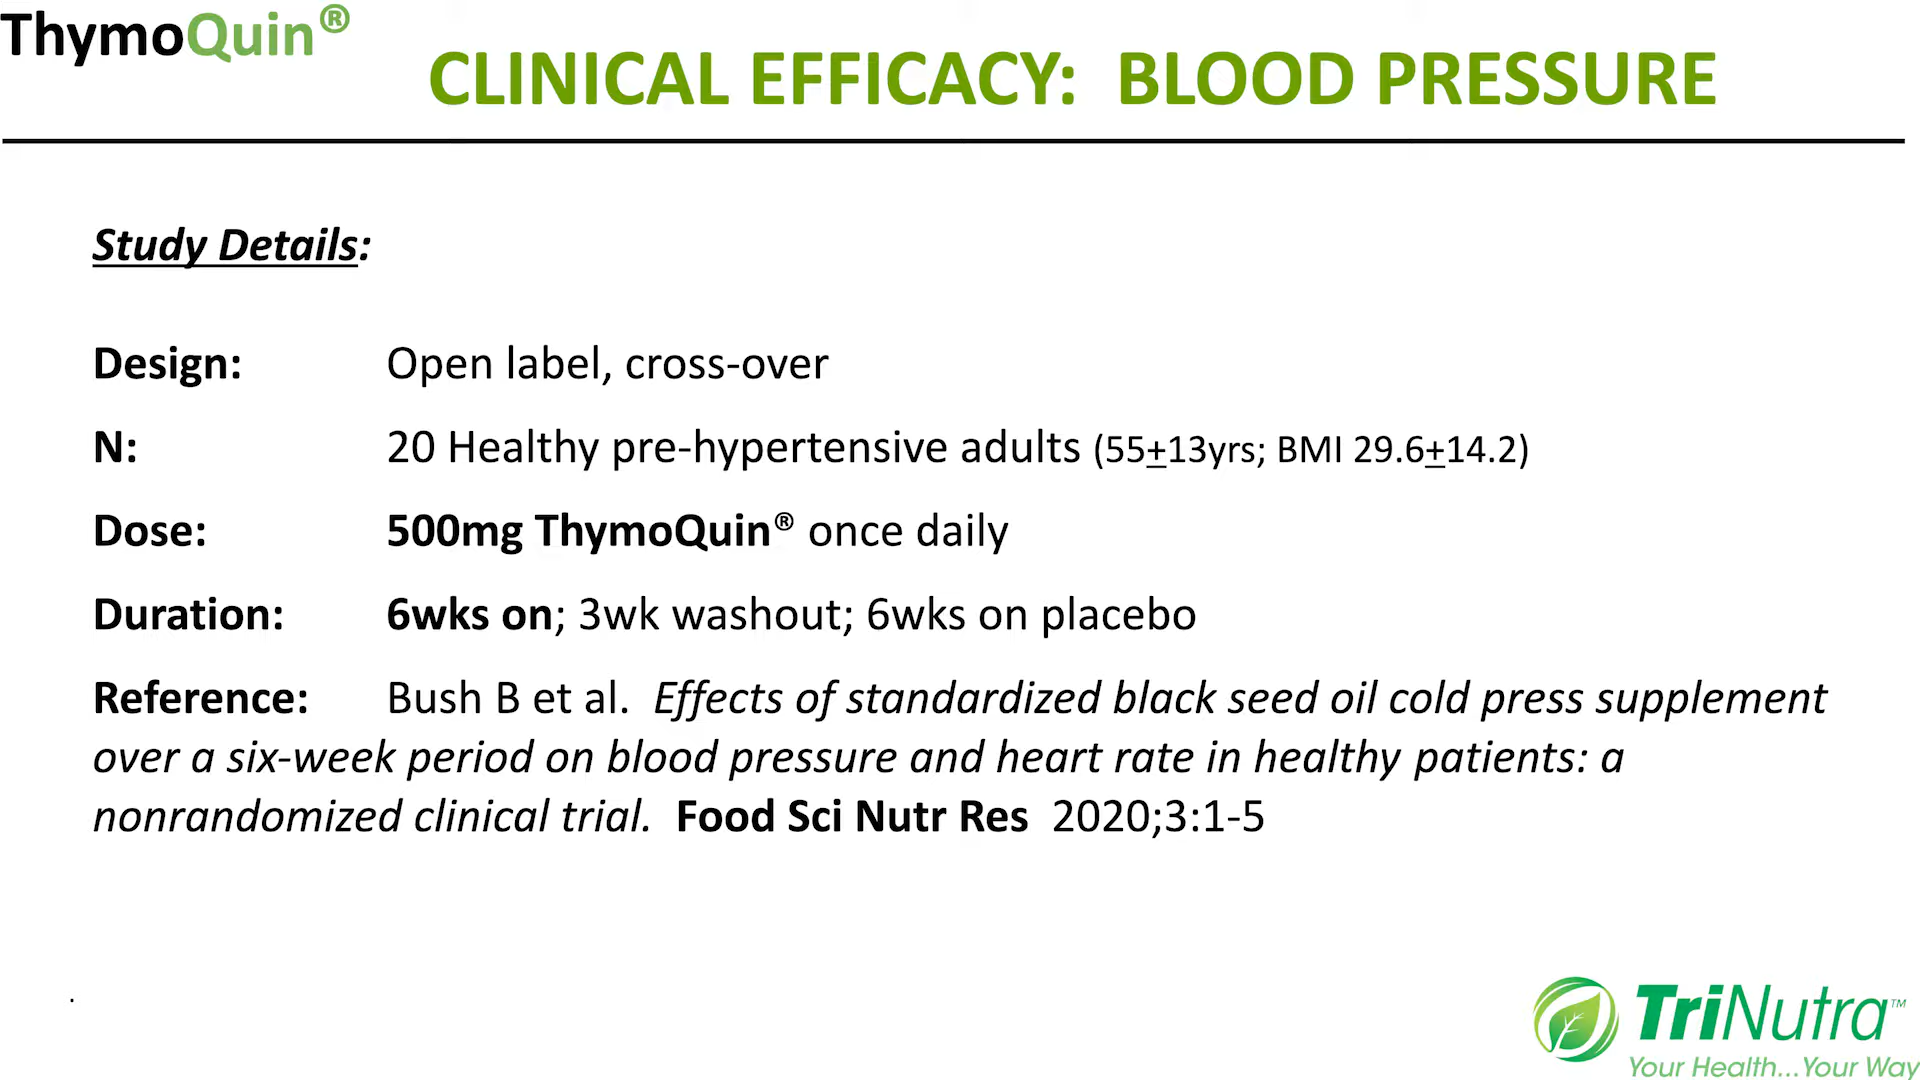 ThymoQuin®
CLINICAL EFFICACY: BLOOD PRESSURE
Study Details:
Design: Open label, cross-over
N: 20 Healthy pre-hypertensive adults (55±13yrs; BMI 29.6±14.2)
Dose: 500mg ThymoQuin® once daily
Duration: 6wks on; 3wk washout; 6wks on placebo
Reference: Bush B et al. Effects of standardized black seed oil cold press supplement
over a six-week period on blood pressure and heart rate in healthy patients: a
nonrandomized clinical trial. Food Sci Nutr Res 2020;3:1-5
.
TriNutra™
Your Health...Your Way